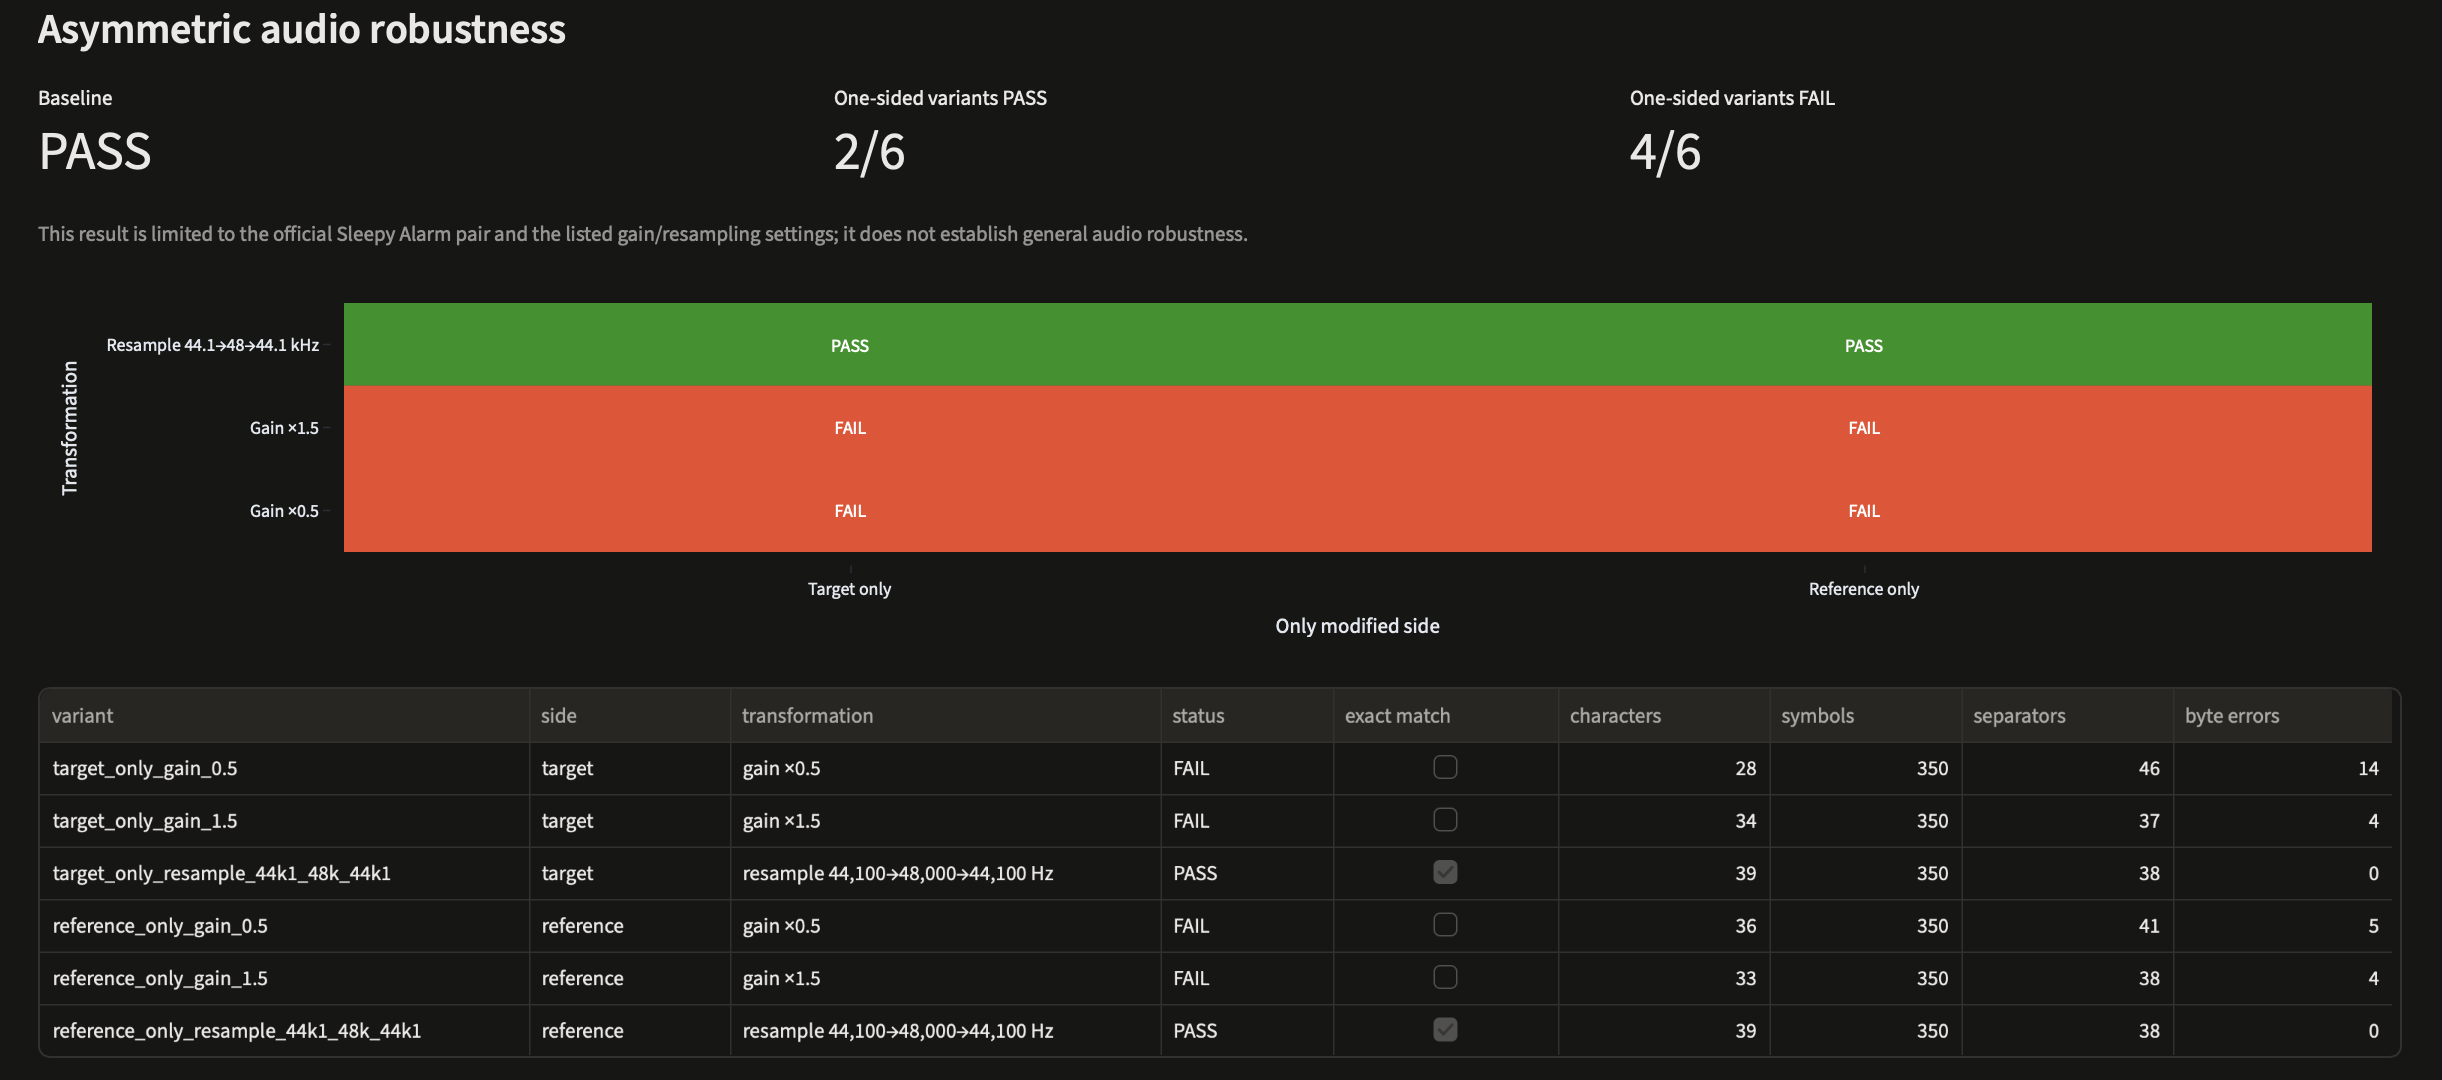 Asymmetric audio robustness
Baseline
PASS
One-sided variants PASS
2/6
One-sided variants FAIL
4/6
This result is limited to the official Sleepy Alarm pair and the listed gain/resampling settings; it does not establish general audio robustness.
Transformation
Resample 44.1→48→44.1 kHz PASS PASS
Gain ×1.5 FAIL FAIL
Gain ×0.5 FAIL FAIL
Target only Reference only
Only modified side
variant side transformation status exact match characters symbols separators byte errors
target_only_gain_0.5 target gain ×0.5 FAIL 28 350 46 14
target_only_gain_1.5 target gain ×1.5 FAIL 34 350 37 4
target_only_resample_44k1_48k_44k1 target resample 44,100→48,000→44,100 Hz PASS 39 350 38 0
reference_only_gain_0.5 reference gain ×0.5 FAIL 36 350 41 5
reference_only_gain_1.5 reference gain ×1.5 FAIL 33 350 38 4
reference_only_resample_44k1_48k_44k1 reference resample 44,100→48,000→44,100 Hz PASS 39 350 38 0